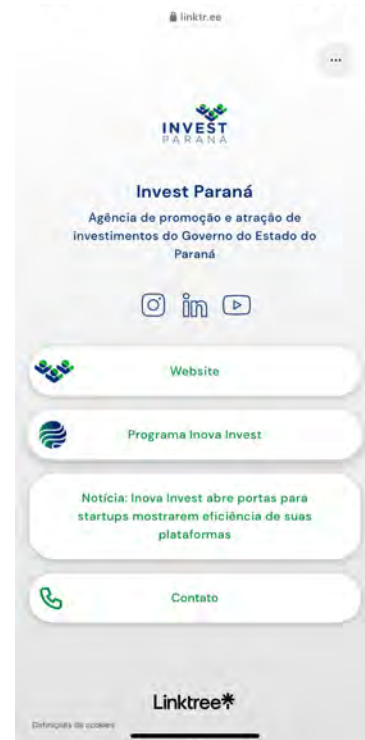 linktr.ee
...
INVEST
PARANÁ
Invest Paraná
Agência de promoção e atração de
investimentos do Governo do Estado do
Paraná
in
Website
Programa Inova Invest
Notícia: Inova Invest abre portas para
startups mostrarem eficiência de suas
plataformas
Contato
Linktree*
Definições de cookies